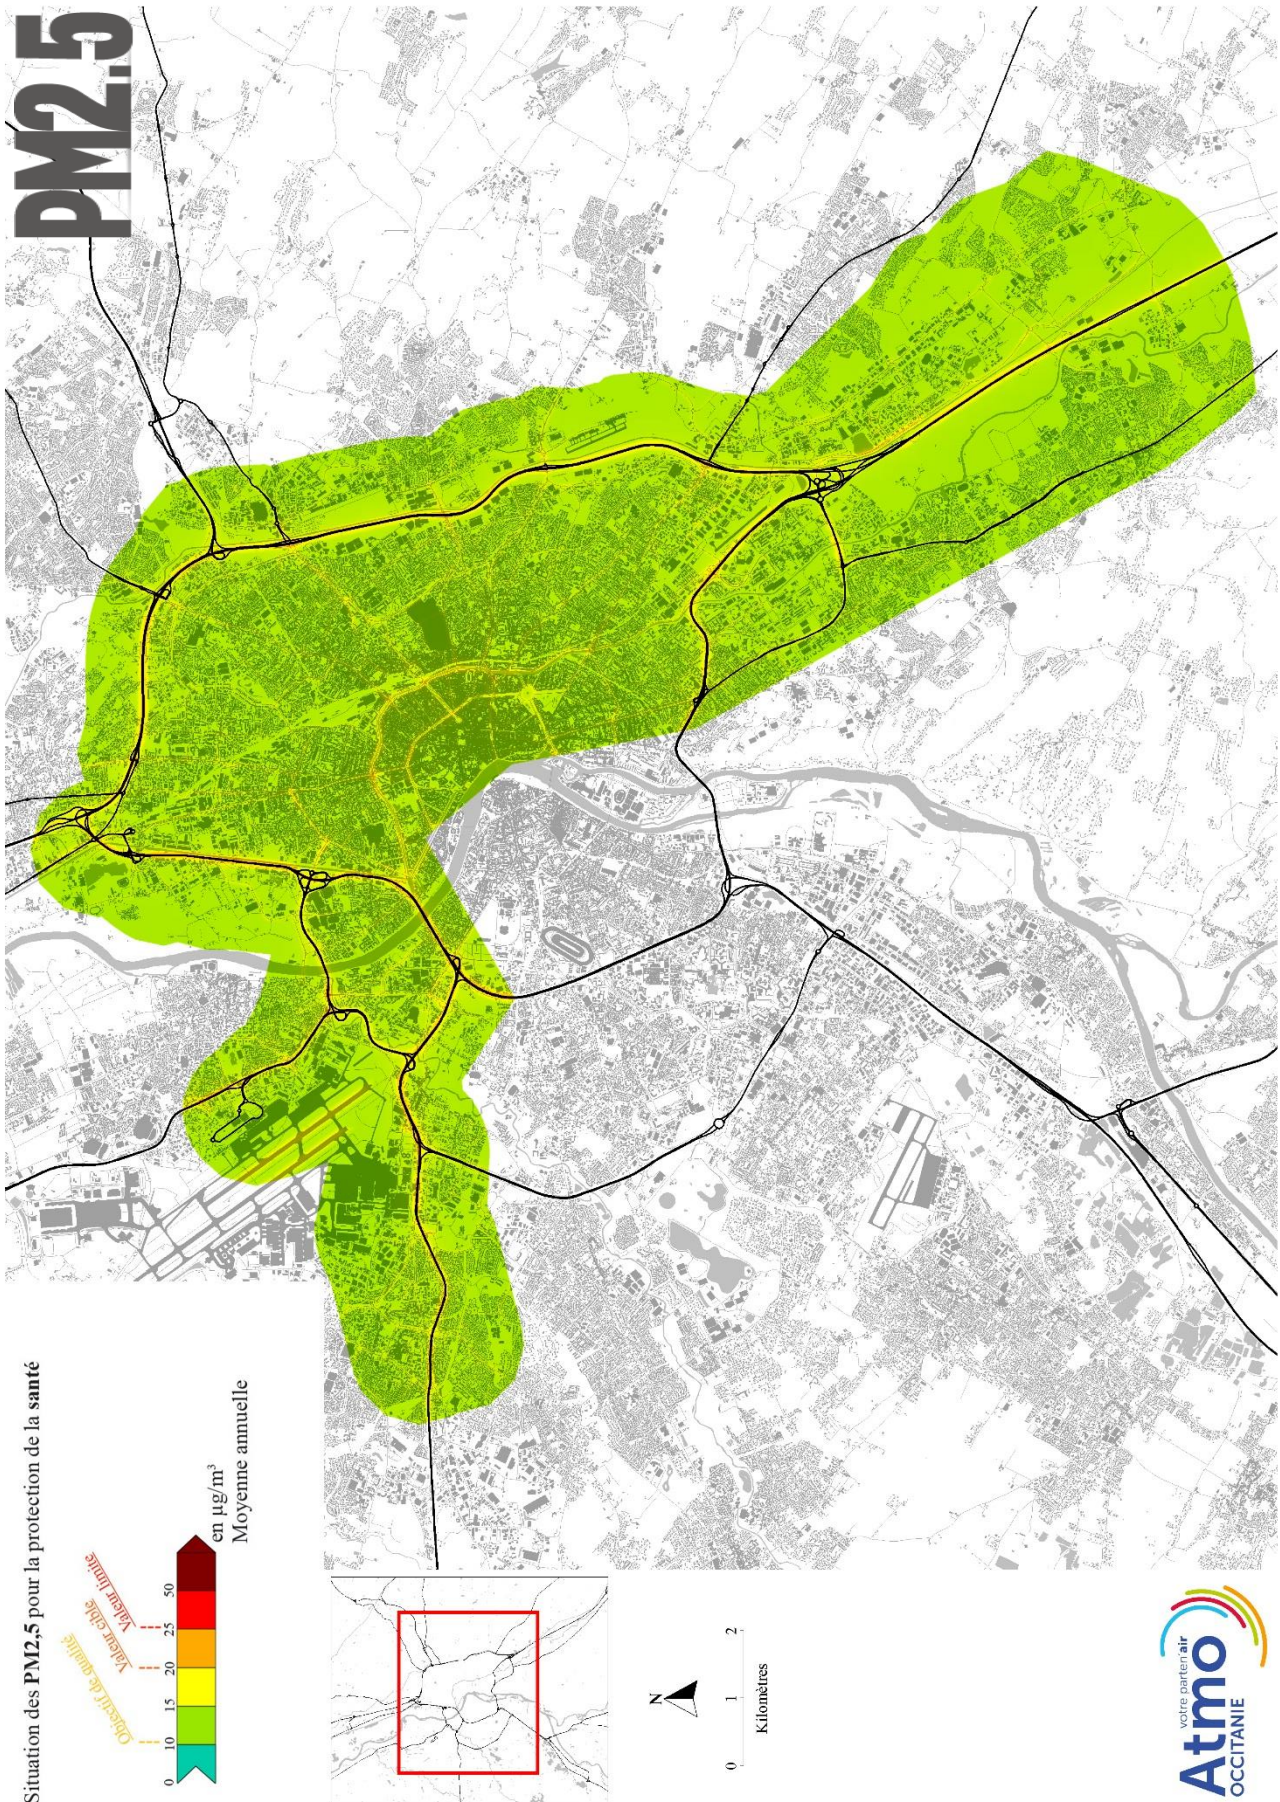 PM2.5
Situation des PM2,5 pour la protection de la santé
Objectif de qualité
Valeur cible
Valeur limite
0 10 15 20 25 50
en µg/m³
Moyenne annuelle
N
0 1 2
Kilomètres
votre parten'air
Atmo
OCCITANIE